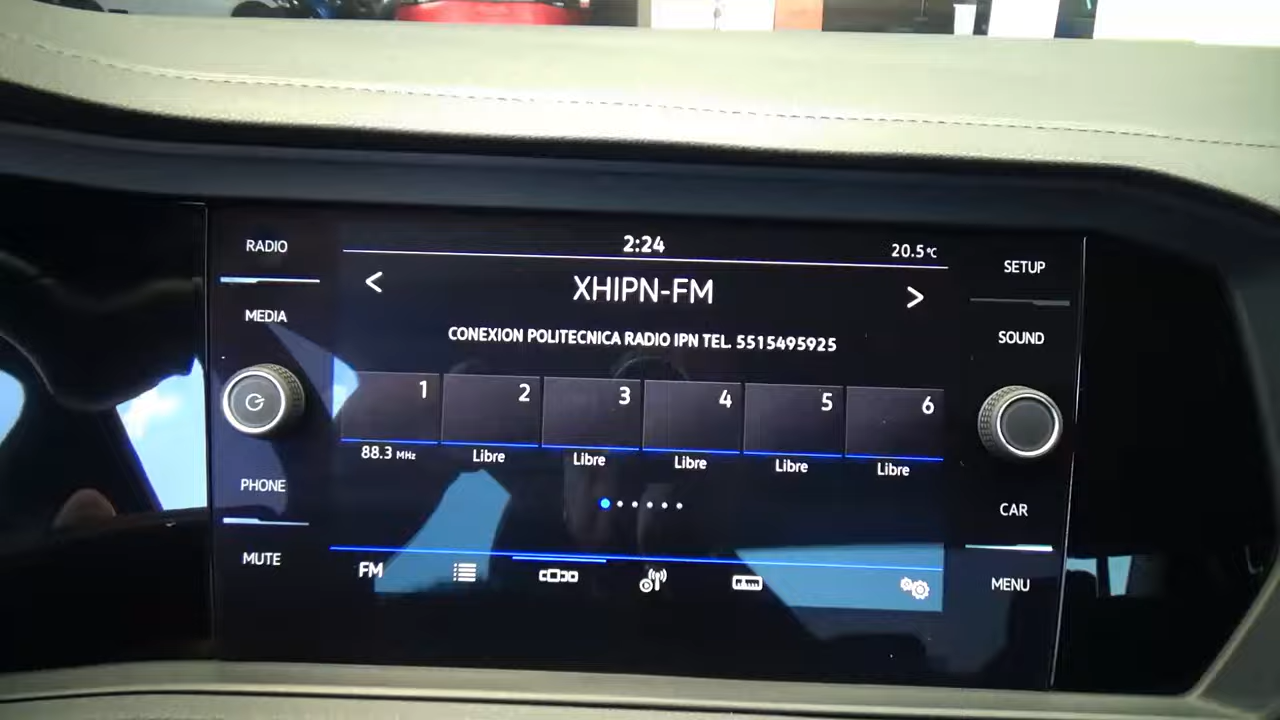 RADIO
MEDIA
PHONE
MUTE
2:24
20.5°C
XHIPN-FM
CONEXION POLITECNICA RADIO IPN TEL. 5515495925
1
2
3
4
5
6
88.3 MHz
Libre
Libre
Libre
Libre
Libre
FM
SETUP
SOUND
CAR
MENU